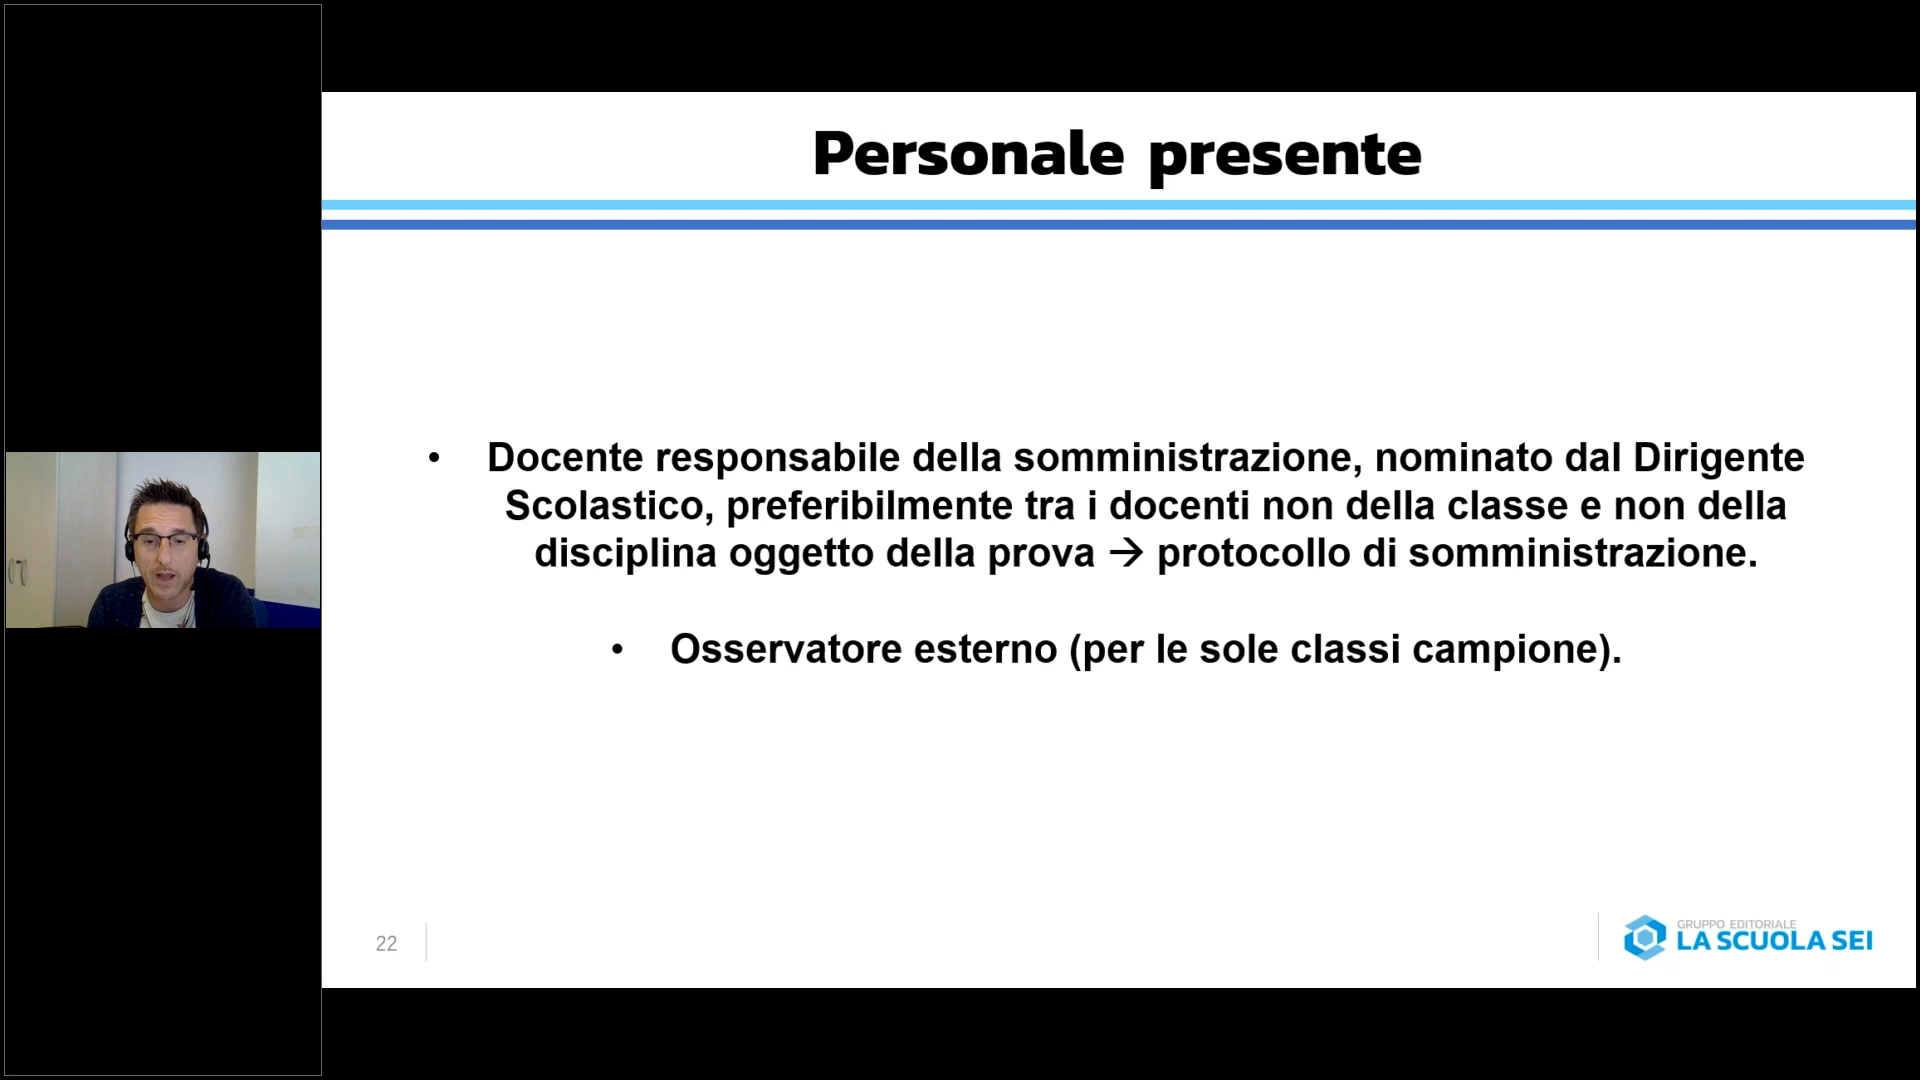 Personale presente
• Docente responsabile della somministrazione, nominato dal Dirigente
Scolastico, preferibilmente tra i docenti non della classe e non della
disciplina oggetto della prova → protocollo di somministrazione.
• Osservatore esterno (per le sole classi campione).
22
GRUPPO EDITORIALE
LA SCUOLA SEI